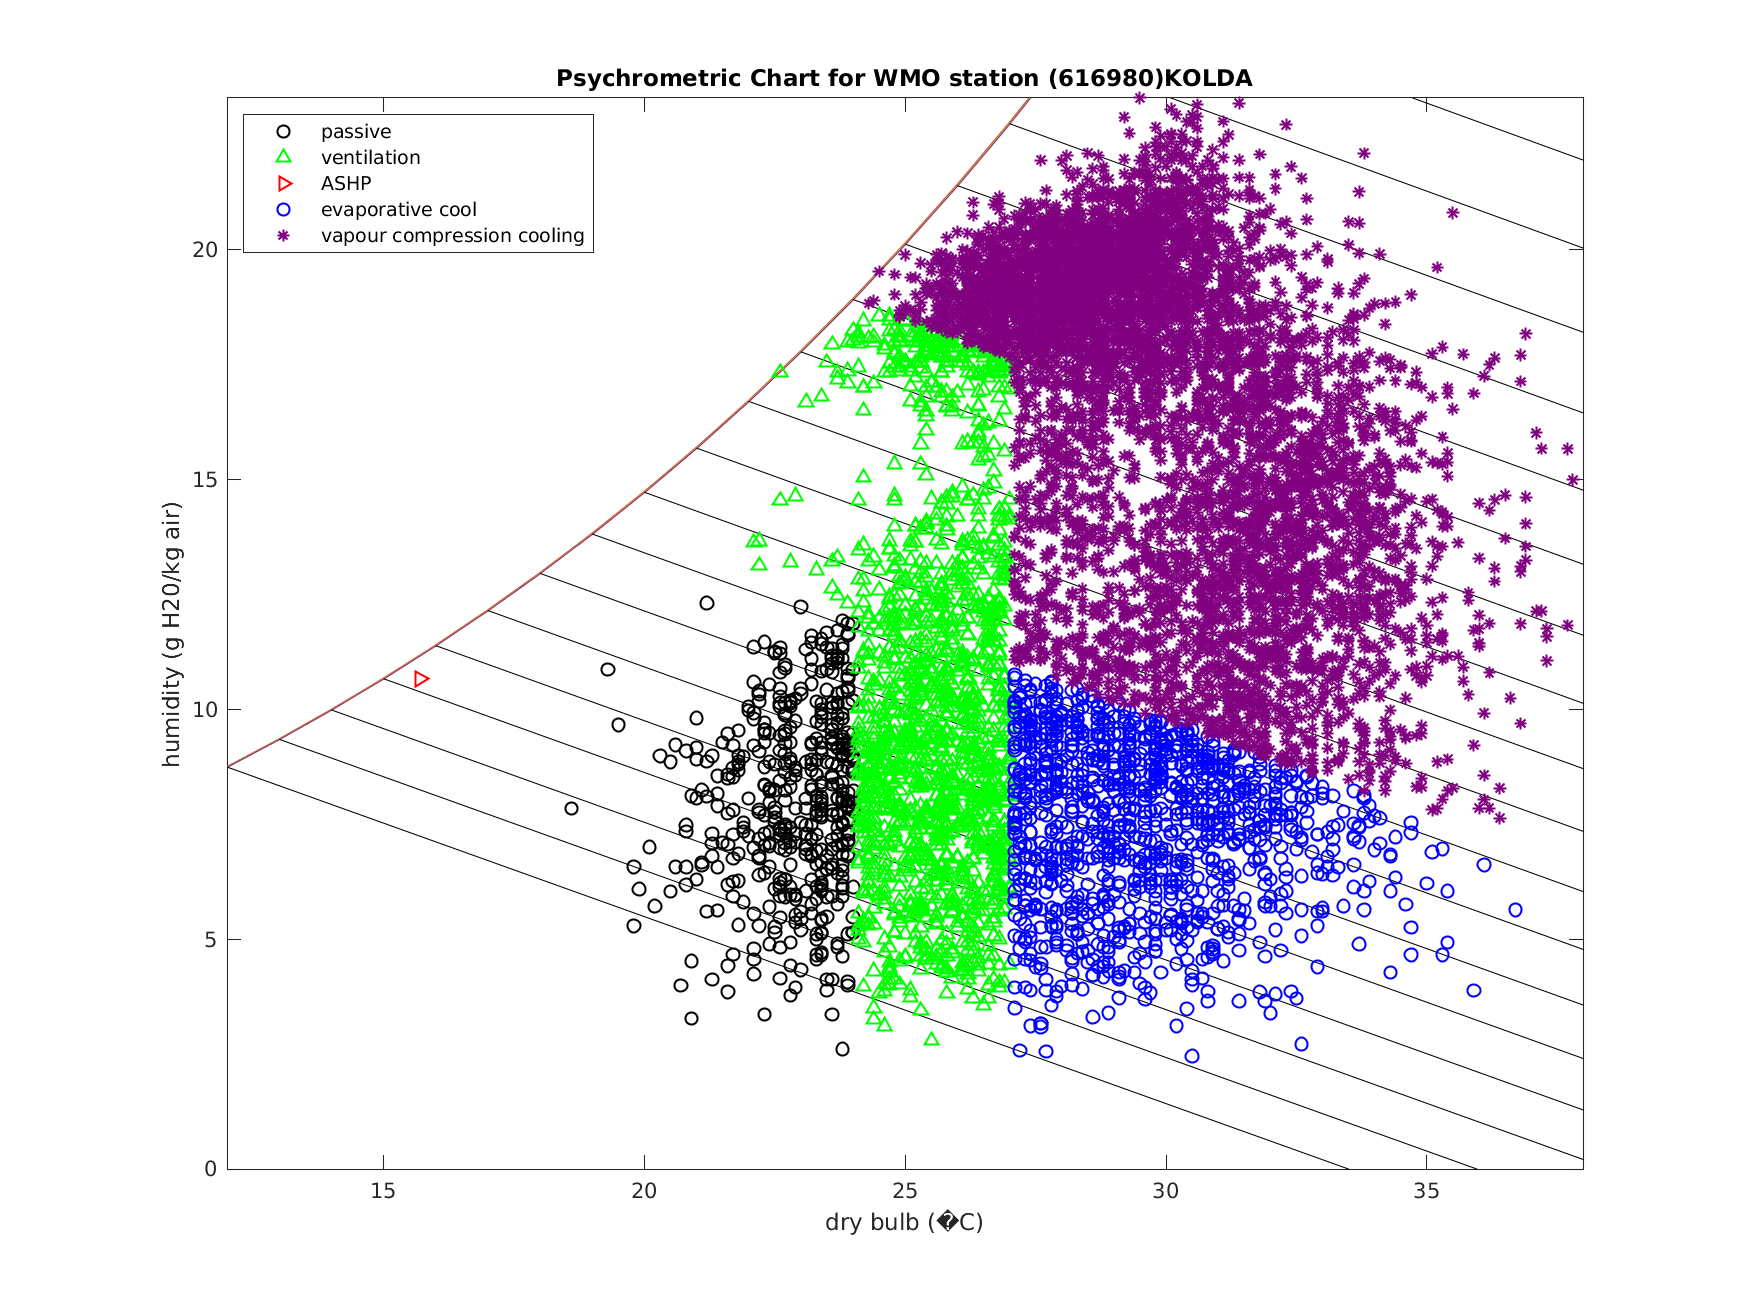 Psychrometric Chart for WMO station (616980)KOLDA
passive
ventilation
ASHP
evaporative cool
vapour compression cooling
humidity (g H20/kg air)
20
15
10
5
0
15
20
25
30
35
dry bulb (�C)